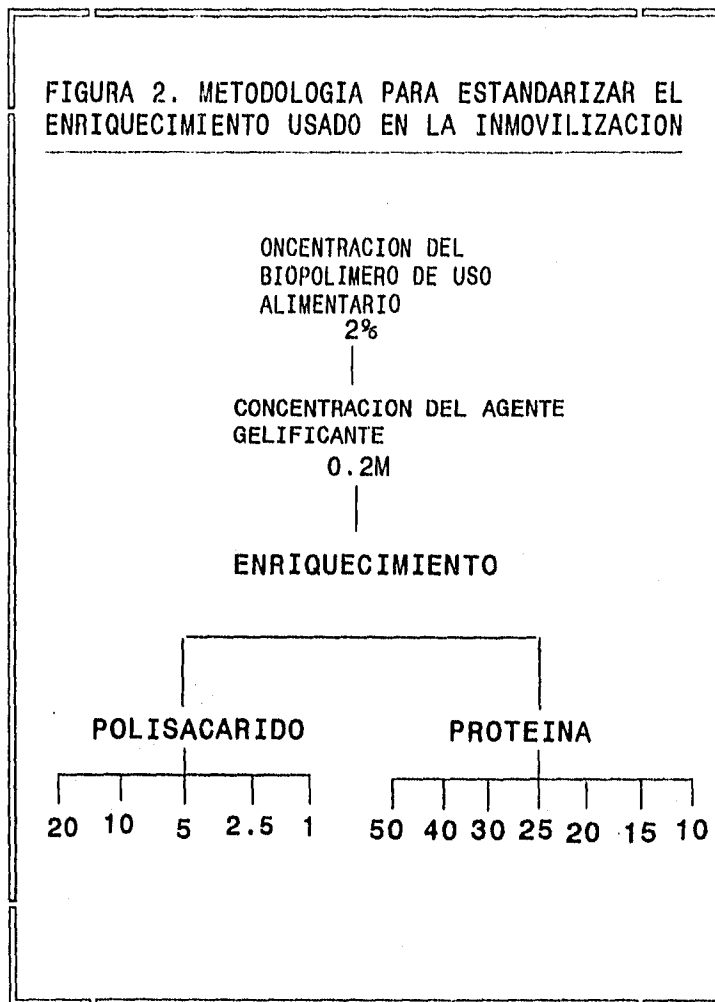 FIGURA 2. METODOLOGIA PARA ESTANDARIZAR EL
ENRIQUECIMIENTO USADO EN LA INMOVILIZACION
ONCENTRACION DEL
BIOPOLIMERO DE USO
ALIMENTARIO
2%
CONCENTRACION DEL AGENTE
GELIFICANTE
0.2M
ENRIQUECIMIENTO
POLISACARIDO PROTEINA
20 10 5 2.5 1 50 40 30 25 20 15 10